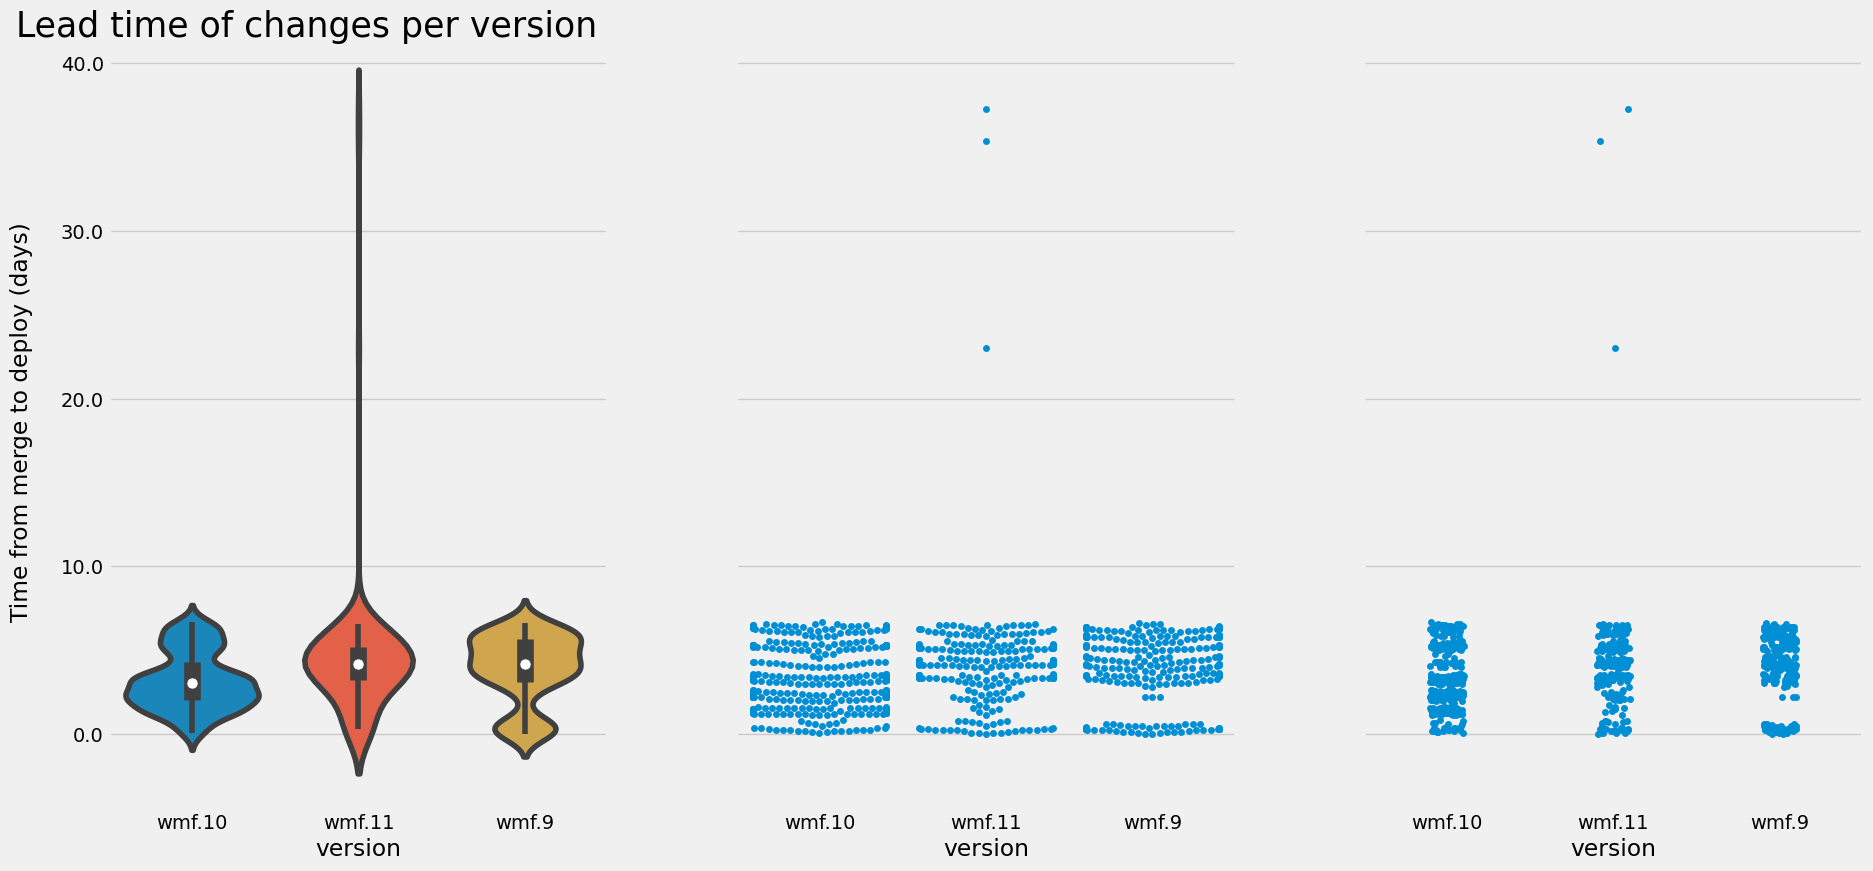 Lead time of changes per version
Time from merge to deploy (days)
40.0
30.0
20.0
10.0
0.0
wmf.10 wmf.11 wmf.9
version
wmf.10 wmf.11 wmf.9
version
wmf.10 wmf.11 wmf.9
version